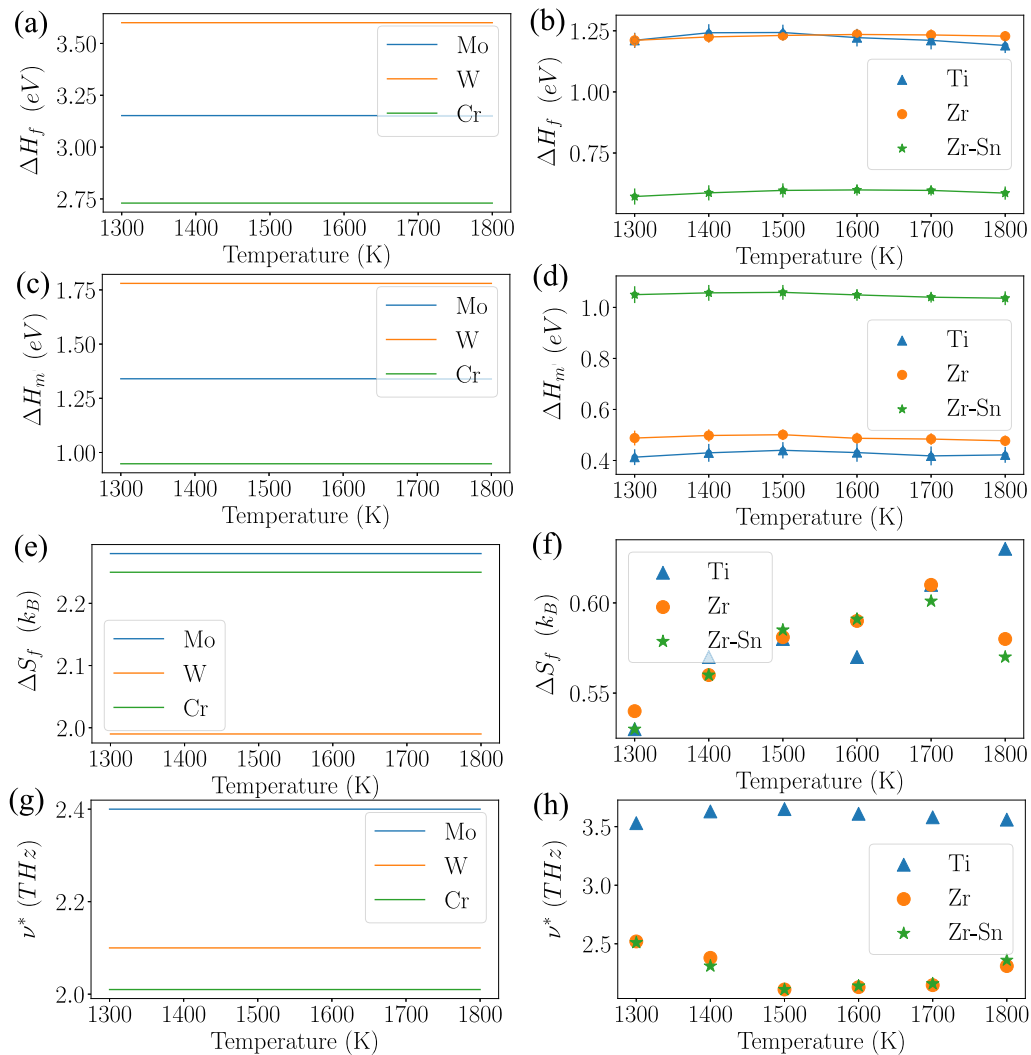 (a)
3.50
3.25
3.00
2.75
ΔH_f (eV)
Mo
W
Cr
1300 1400 1500 1600 1700 1800
Temperature (K)
(b)
1.25
1.00
0.75
ΔH_f (eV)
Ti
Zr
Zr-Sn
1300 1400 1500 1600 1700 1800
Temperature (K)
(c)
1.75
1.50
1.25
1.00
ΔH_m (eV)
Mo
W
Cr
1300 1400 1500 1600 1700 1800
Temperature (K)
(d)
1.0
0.8
0.6
0.4
ΔH_m' (eV)
Ti
Zr
Zr-Sn
1300 1400 1500 1600 1700 1800
Temperature (K)
(e)
2.2
2.1
2.0
ΔS_f (k_B)
Mo
W
Cr
1300 1400 1500 1600 1700 1800
Temperature (K)
(f)
0.60
0.55
ΔS_f (k_B)
Ti
Zr
Zr-Sn
1300 1400 1500 1600 1700 1800
Temperature (K)
(g)
2.4
2.2
2.0
ν* (THz)
Mo
W
Cr
1300 1400 1500 1600 1700 1800
Temperature (K)
(h)
3.5
2.5
ν* (THz)
Ti
Zr
Zr-Sn
1300 1400 1500 1600 1700 1800
Temperature (K)